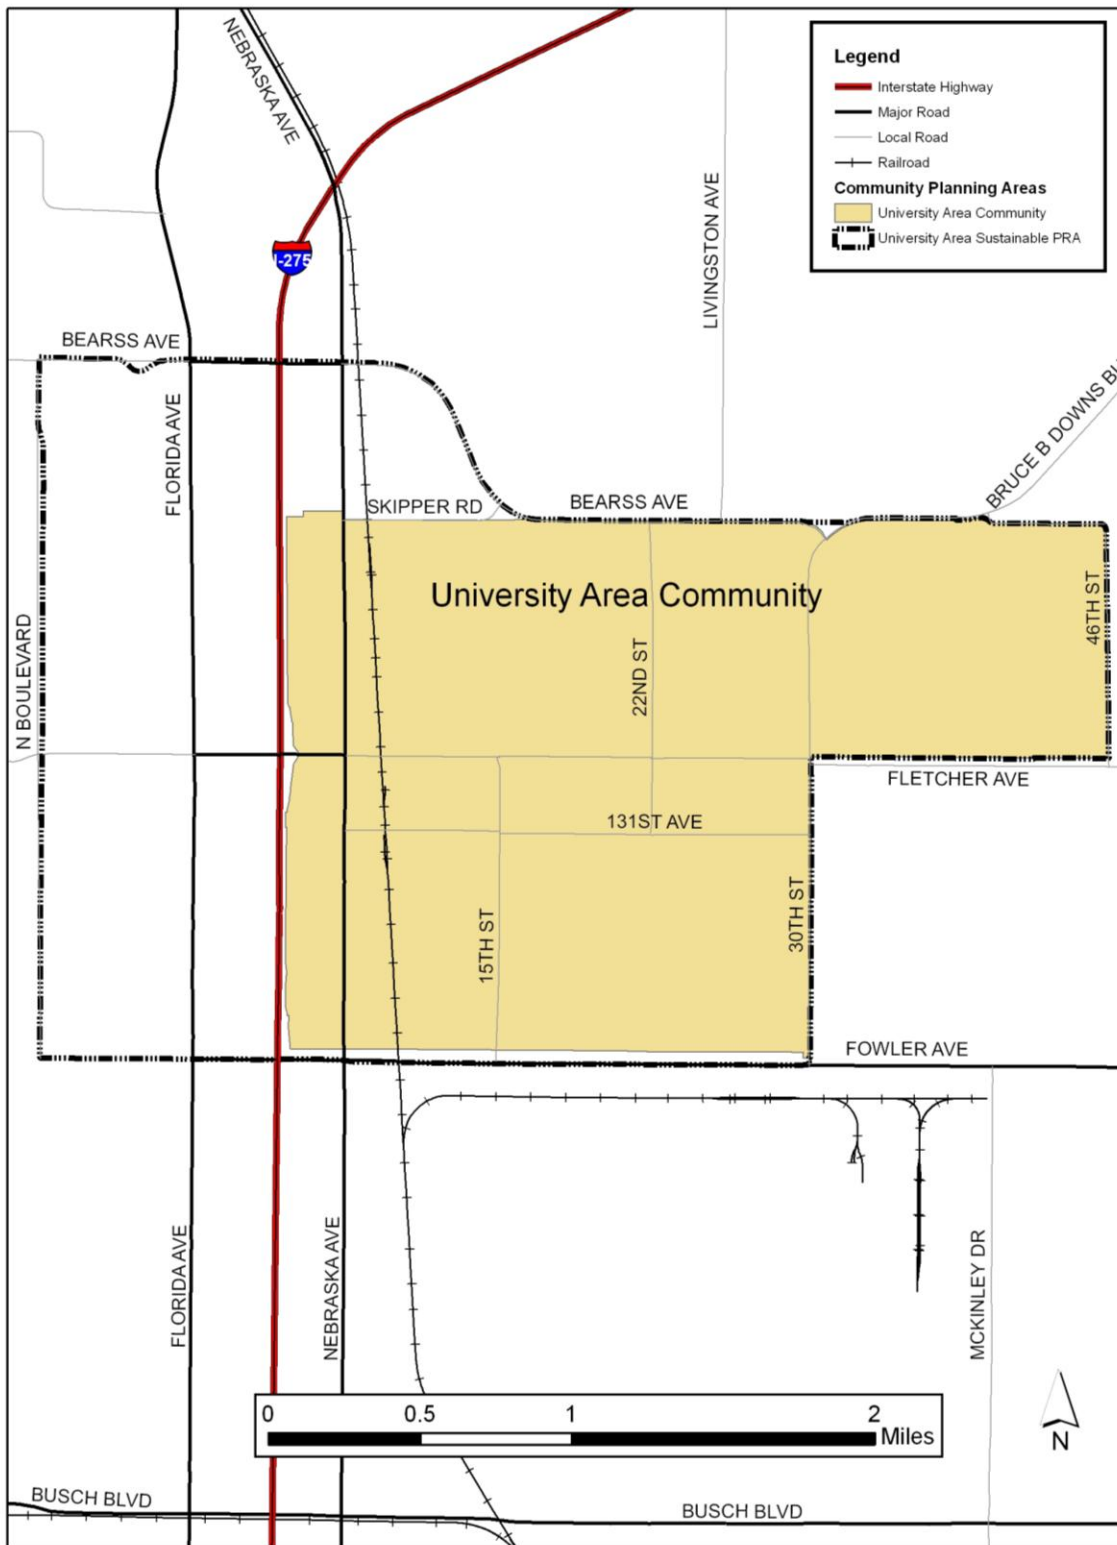 NEBRASKA AVE
Legend
Interstate Highway
Major Road
Local Road
Railroad
Community Planning Areas
University Area Community
University Area Sustainable PRA
I-275
LIVINGSTON AVE
BEARSS AVE
FLORIDA AVE
BRUCE B DOWNS
SKIPPER RD
BEARSS AVE
University Area Community
46TH ST
N BOULEVARD
22ND ST
FLETCHER AVE
131ST AVE
15TH ST
30TH ST
FOWLER AVE
FLORIDA AVE
NEBRASKA AVE
MCKINLEY DR
0 0.5 1 2
Miles
N
BUSCH BLVD
BUSCH BLVD